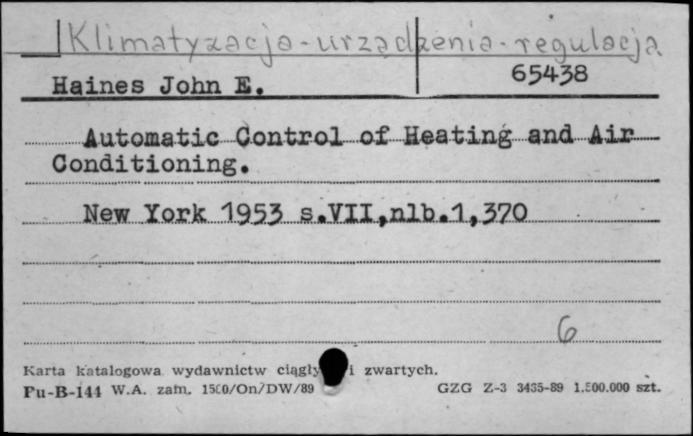 Klimatyzacja - urządzenia - regulacja
65438
Haines John E.
Automatic Control of Heating and Air
Conditioning.
New York 1953 s.VII,nlb.1,370
6
Karta katalogowa wydawnictw i zwartych.
Pu-B-144 W.A. zam. 1500/On/DW/89 GZG Z-3 3435-89 1.500.000 szt.